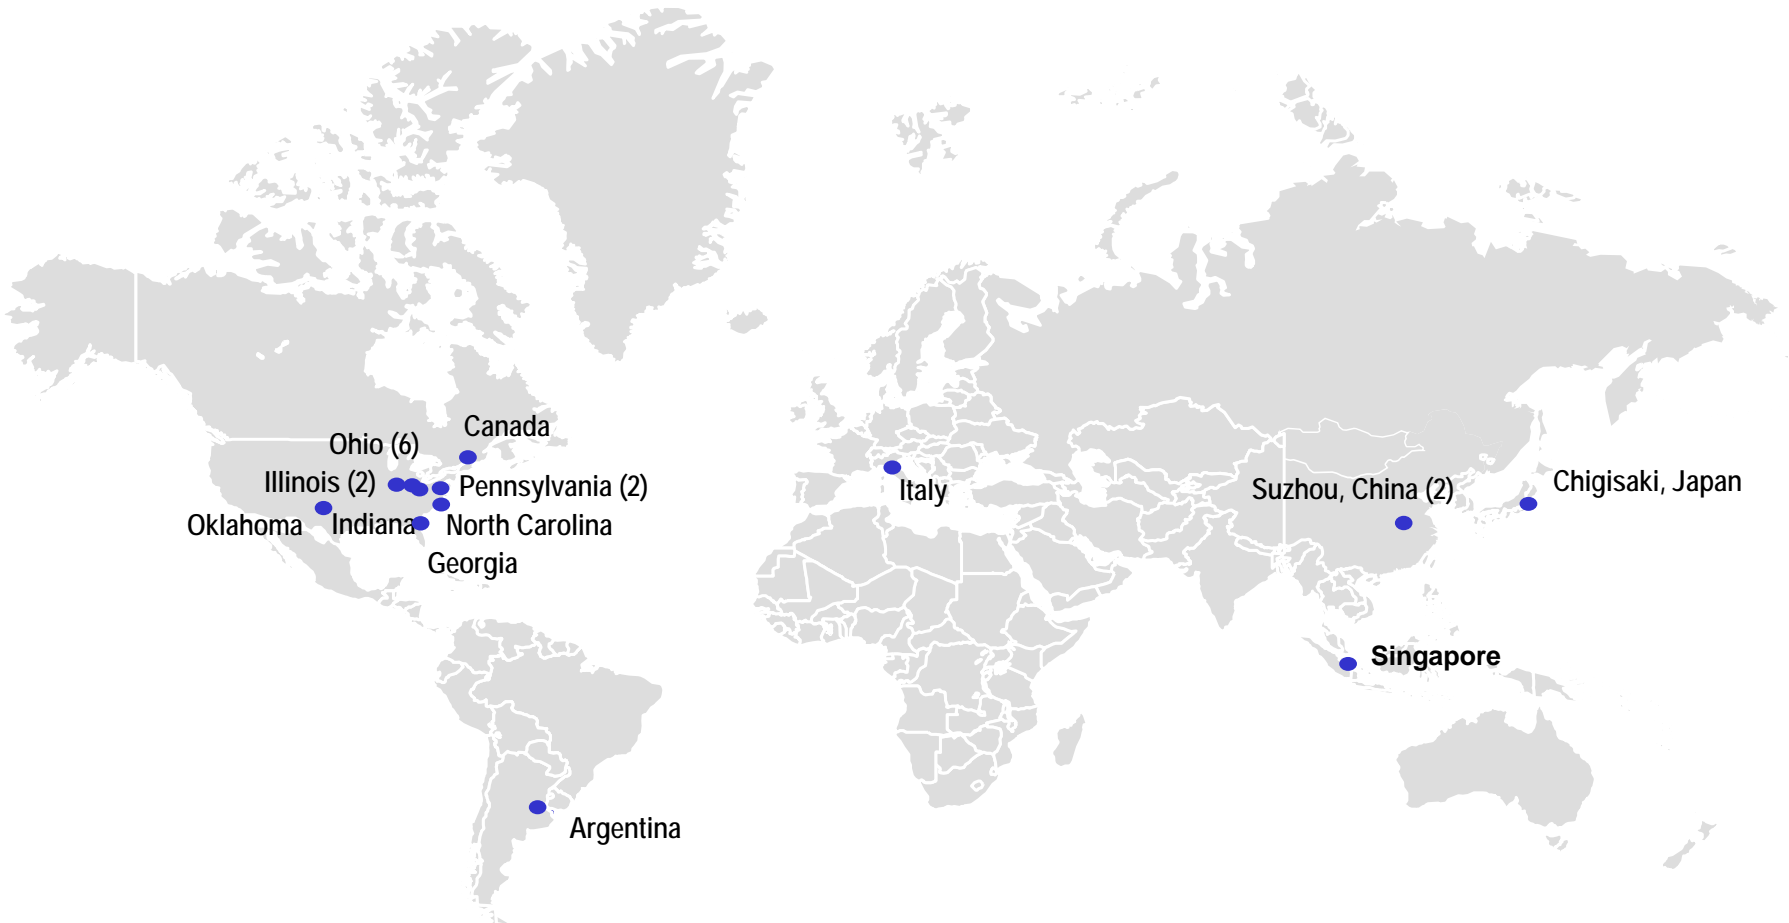 Canada
Ohio (6)
Illinois (2)
Pennsylvania (2)
Oklahoma
Indiana
North Carolina
Georgia
Italy
Suzhou, China (2)
Chigisaki, Japan
Singapore
Argentina